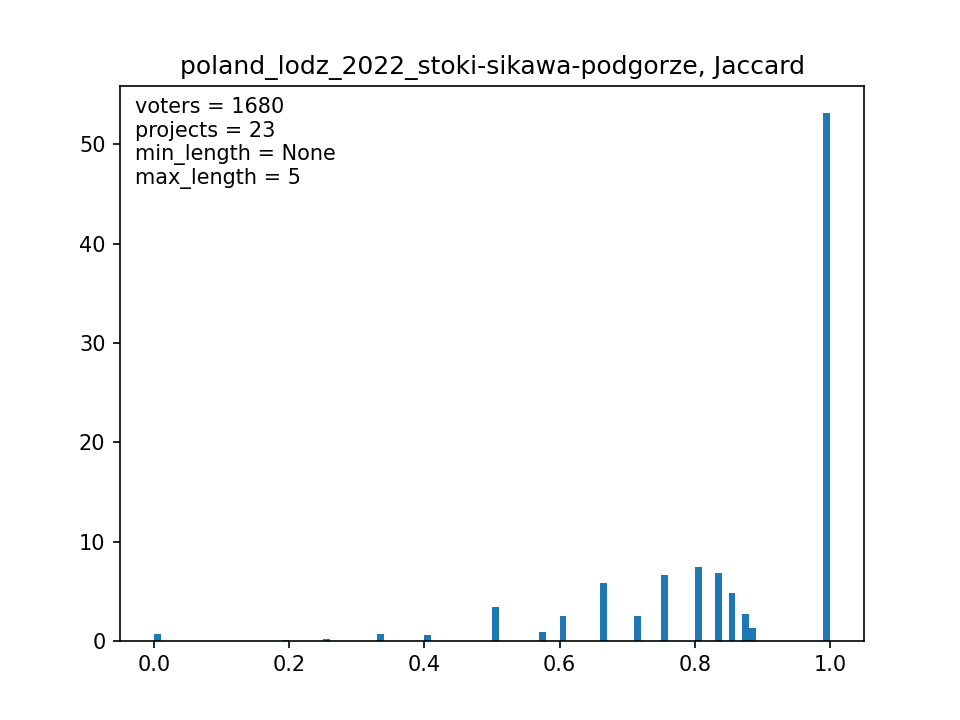 poland_lodz_2022_stoki-sikawa-podgorze, Jaccard
voters = 1680
projects = 23
min_length = None
max_length = 5
50
40
30
20
10
0
0.0 0.2 0.4 0.6 0.8 1.0